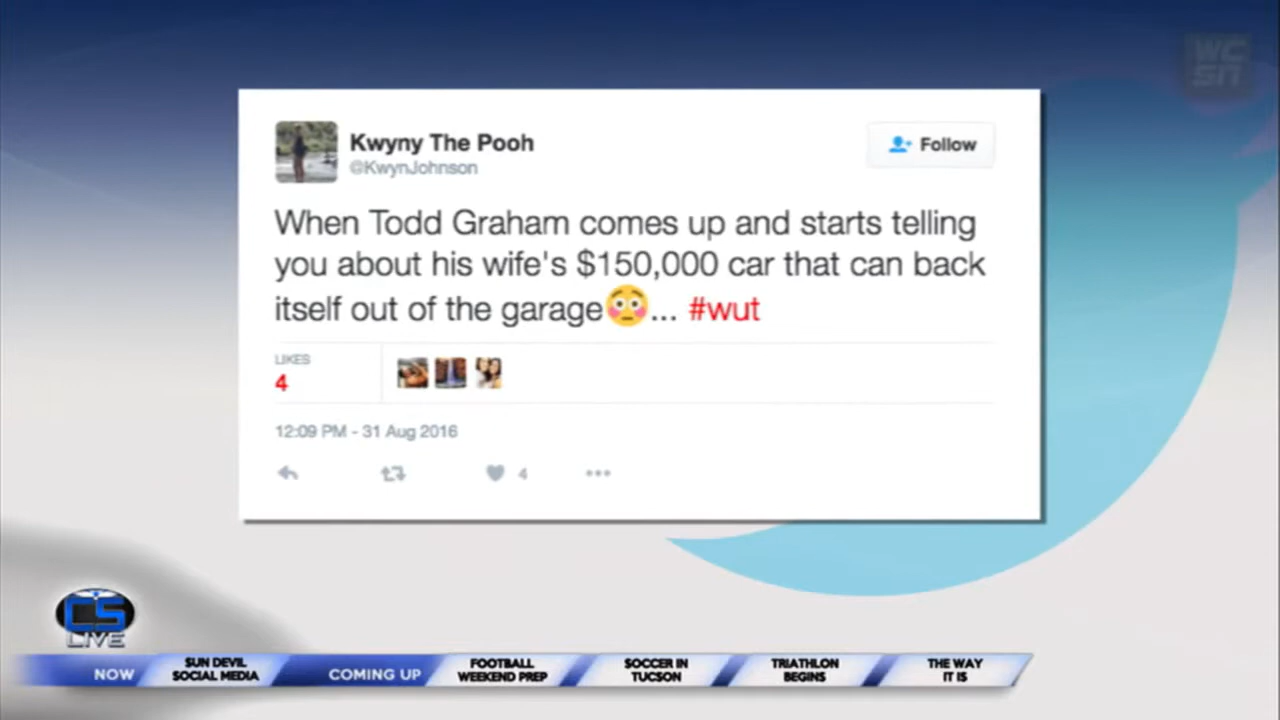 WCSN
Kwyny The Pooh
@KwynJohnson
Follow
When Todd Graham comes up and starts telling
you about his wife's $150,000 car that can back
itself out of the garage😳... #wut
LIKES
4
12:09 PM - 31 Aug 2016
4
CS
LIVE
NOW
SUN DEVIL
SOCIAL MEDIA
COMING UP
FOOTBALL
WEEKEND PREP
SOCCER IN
TUCSON
TRIATHLON
BEGINS
THE WAY
IT IS